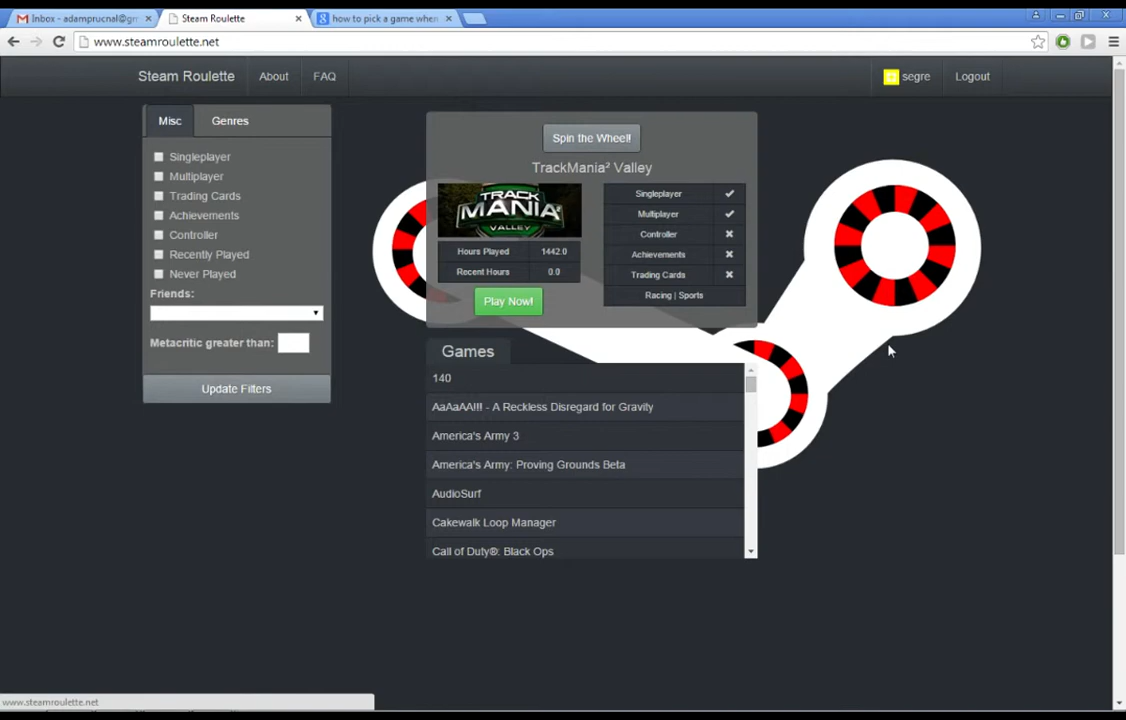 Inbox - adamprucnal@gm
Steam Roulette
how to pick a game when
www.steamroulette.net
Steam Roulette
About
FAQ
segre
Logout
Misc
Genres
Singleplayer
Multiplayer
Trading Cards
Achievements
Controller
Recently Played
Never Played
Friends:
Metacritic greater than:
Update Filters
Spin the Wheel!
TrackMania² Valley
TRACK
MANIA
VALLEY
Hours Played 1442.0
Recent Hours 0.0
Play Now!
Singleplayer
Multiplayer
Controller
Achievements
Trading Cards
Racing | Sports
Games
140
AaAaAA!!! - A Reckless Disregard for Gravity
America's Army 3
America's Army: Proving Grounds Beta
AudioSurf
Cakewalk Loop Manager
Call of Duty®: Black Ops
www.steamroulette.net